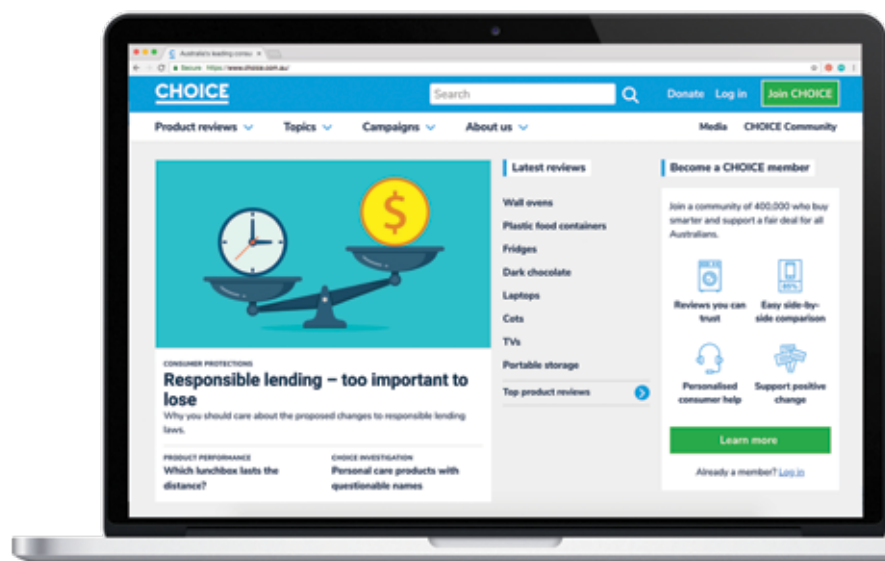 Australia's leading consu
Secure https://www.choice.com.au/
CHOICE
Search
Donate Log in Join CHOICE
Product reviews Topics Campaigns About us Media CHOICE Community
$
CONSUMER PROTECTIONS
Responsible lending – too important to
lose
Why you should care about the proposed changes to responsible lending
laws.
PRODUCT PERFORMANCE
Which lunchbox lasts the
distance?
CHOICE INVESTIGATION
Personal care products with
questionable names
Latest reviews
Wall ovens
Plastic food containers
Fridges
Dark chocolate
Laptops
Cots
TVs
Portable storage
Top product reviews
Become a CHOICE member
Join a community of 400,000 who buy
smarter and support a fair deal for all
Australians.
Reviews you can
trust
85%
Easy side-by-
side comparison
Personalised
consumer help
Support positive
change
Learn more
Already a member? Log in